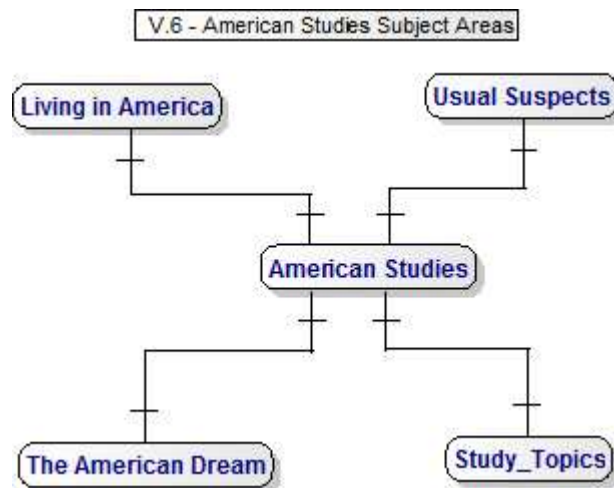 V.6 - American Studies Subject Areas
Living in America
Usual Suspects
American Studies
The American Dream
Study_Topics